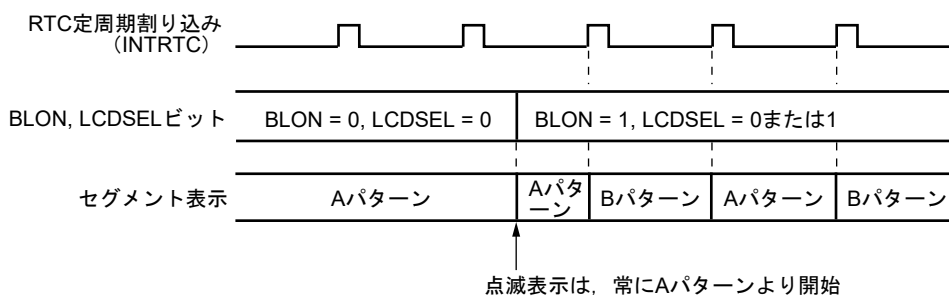 RTC定周期割り込み
（INTRTC）
BLON, LCDSELビット
BLON = 0, LCDSEL = 0
BLON = 1, LCDSEL = 0または1
セグメント表示
Aパターン
Aパタ
ーン
Bパターン
Aパターン
Bパターン
点滅表示は，常にAパターンより開始